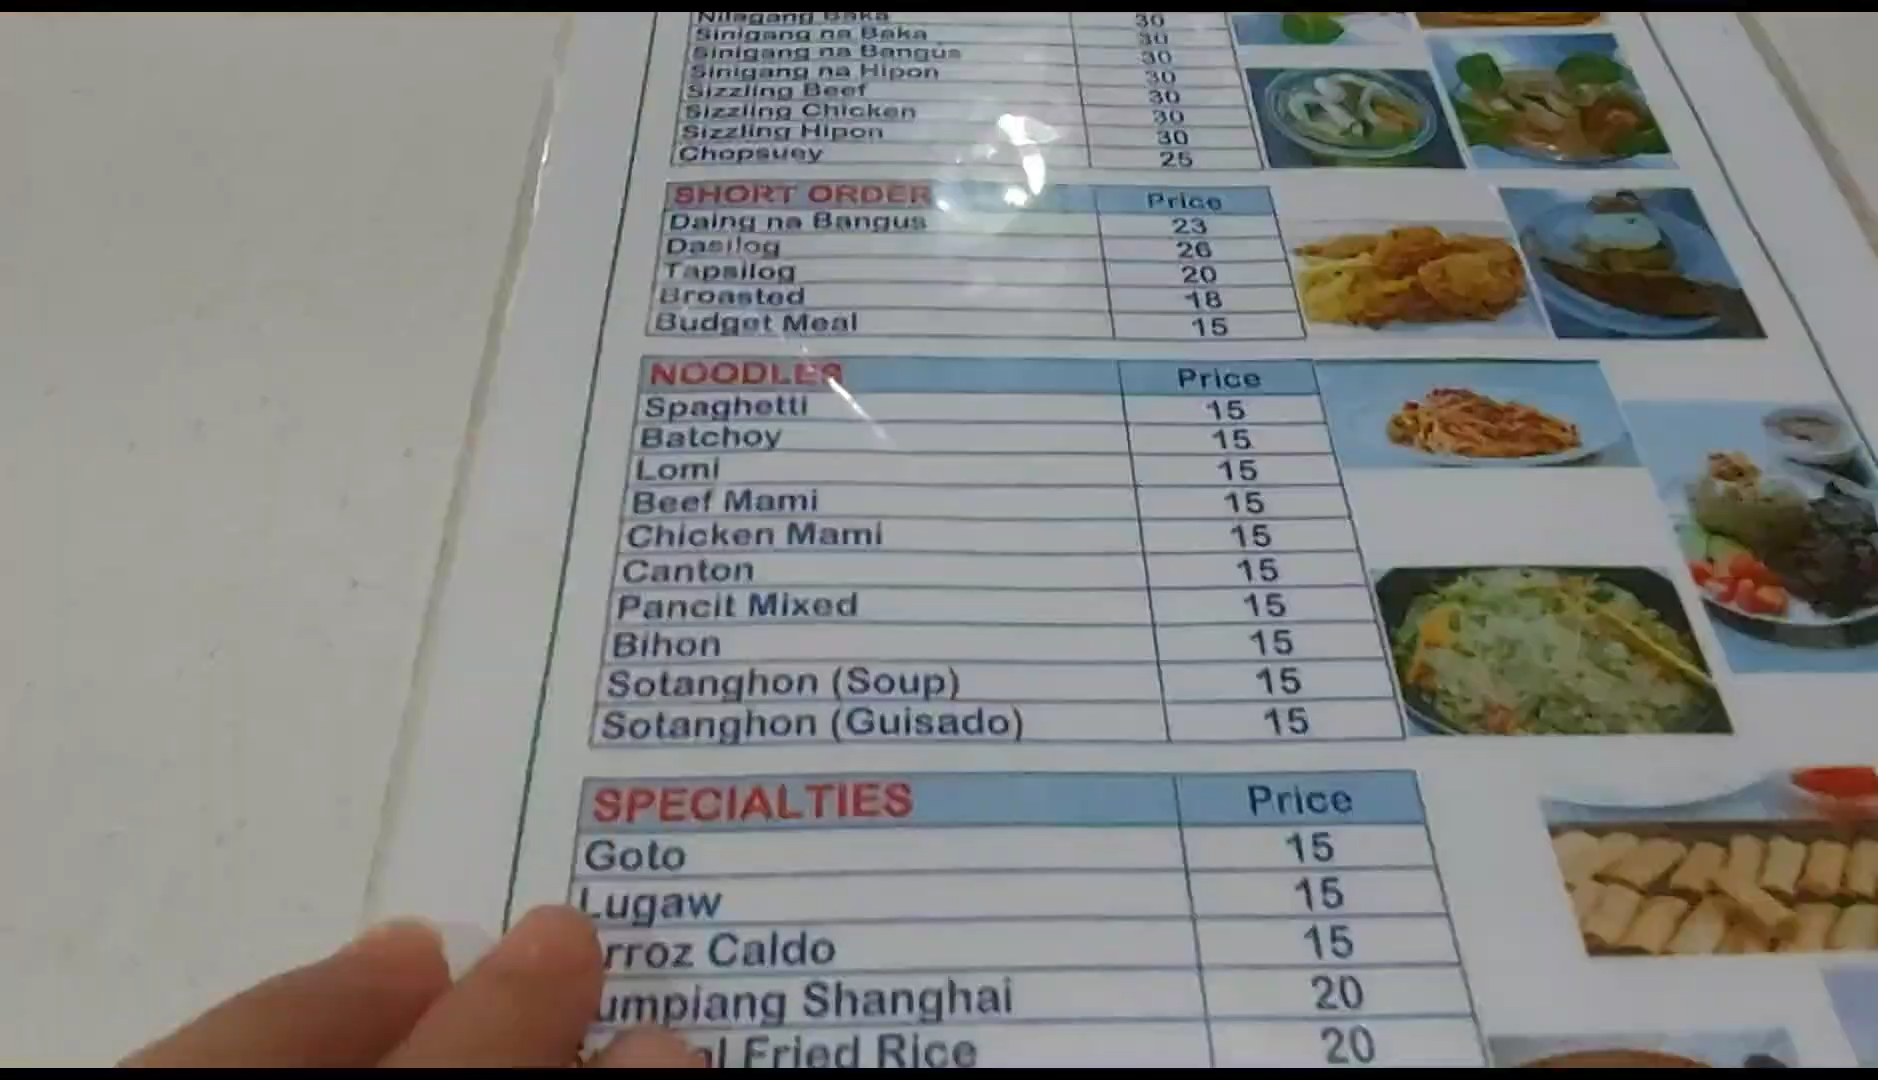 Nilagang Baka 30
Sinigang na Baka 30
Sinigang na Bangus 30
Sinigang na Hipon 30
Sizzling Beef 30
Sizzling Chicken 30
Sizzling Hipon 30
Chopsuey 25
SHORT ORDER Price
Daing na Bangus 23
Dasilog 26
Tapsilog 20
Broasted 18
Budget Meal 15
NOODLES Price
Spaghetti 15
Batchoy 15
Lomi 15
Beef Mami 15
Chicken Mami 15
Canton 15
Pancit Mixed 15
Bihon 15
Sotanghon (Soup) 15
Sotanghon (Guisado) 15
SPECIALTIES Price
Goto 15
Lugaw 15
rroz Caldo 15
umpiang Shanghai 20
al Fried Rice 20